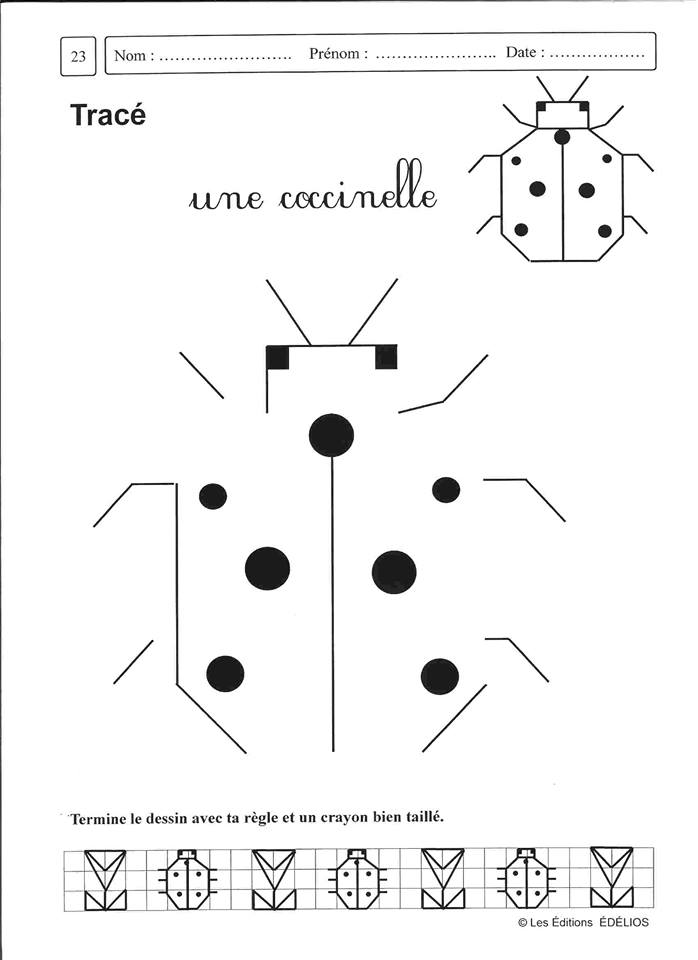 23
Nom : ........................ Prénom : ...................... Date : ..................
Tracé
une coccinelle
Termine le dessin avec ta règle et un crayon bien taillé.
© Les Éditions ÉDÉLIOS